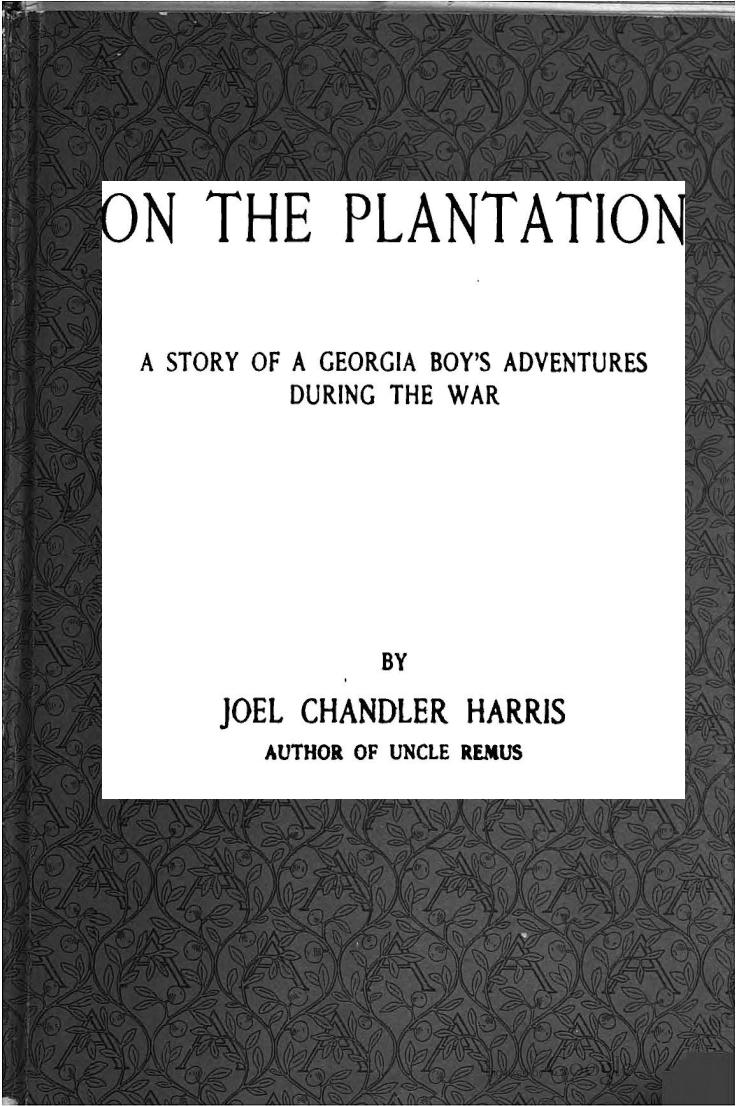 ON THE PLANTATION
A STORY OF A GEORGIA BOY'S ADVENTURES
DURING THE WAR
BY
JOEL CHANDLER HARRIS
AUTHOR OF UNCLE REMUS